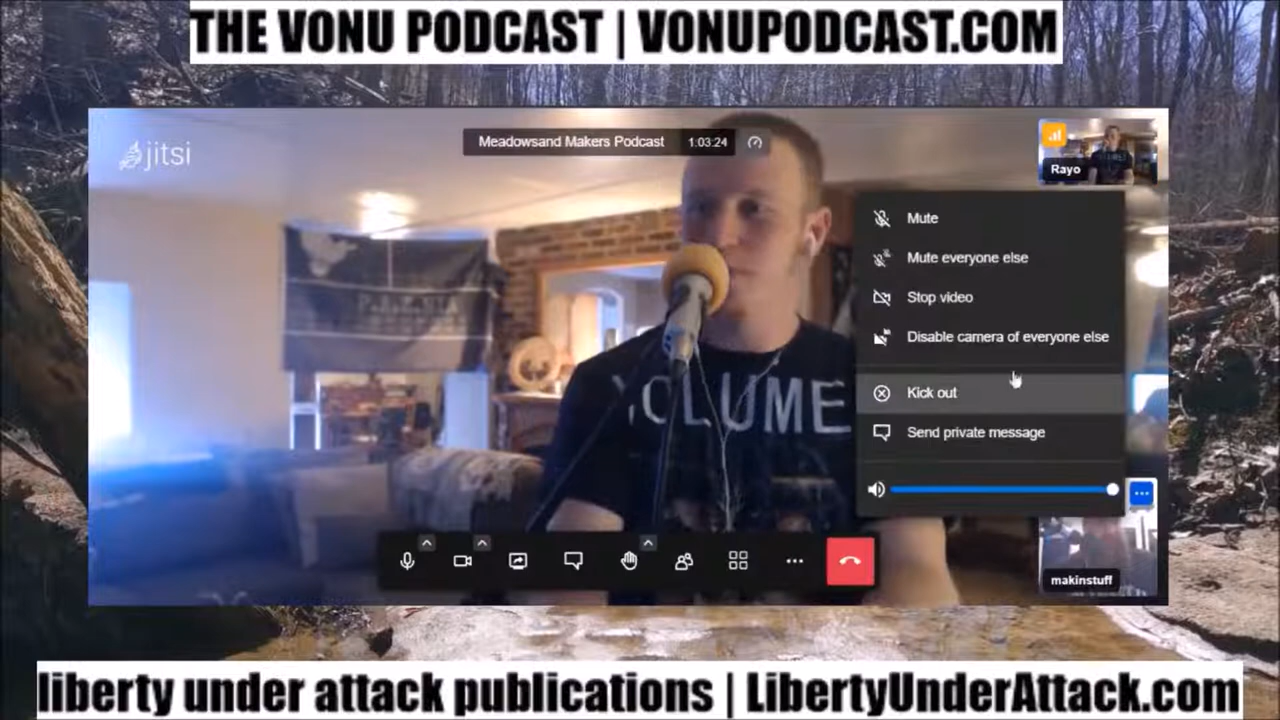 THE VONU PODCAST | VONUPODCAST.COM
jitsi
Meadowsand Makers Podcast 1:03:24
Rayo
Mute
Mute everyone else
Stop video
Disable camera of everyone else
Kick out
Send private message
VOLUME
makinstuff
liberty under attack publications | LibertyUnderAttack.com